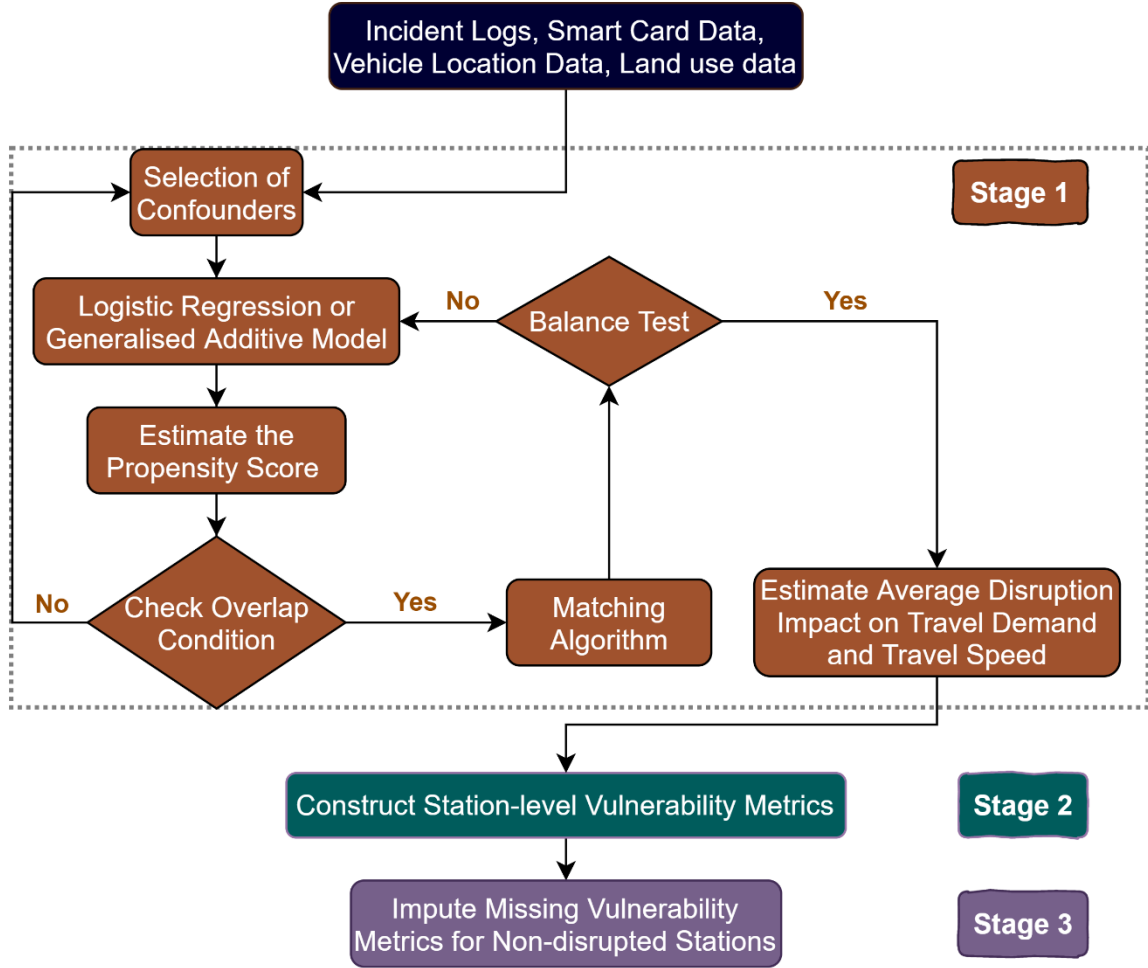 Incident Logs, Smart Card Data,
Vehicle Location Data, Land use data
Selection of
Confounders
Stage 1
Logistic Regression or
Generalised Additive Model
No
Balance Test
Yes
Estimate the
Propensity Score
No
Check Overlap
Condition
Yes
Matching
Algorithm
Estimate Average Disruption
Impact on Travel Demand
and Travel Speed
Construct Station-level Vulnerability Metrics
Stage 2
Impute Missing Vulnerability
Metrics for Non-disrupted Stations
Stage 3